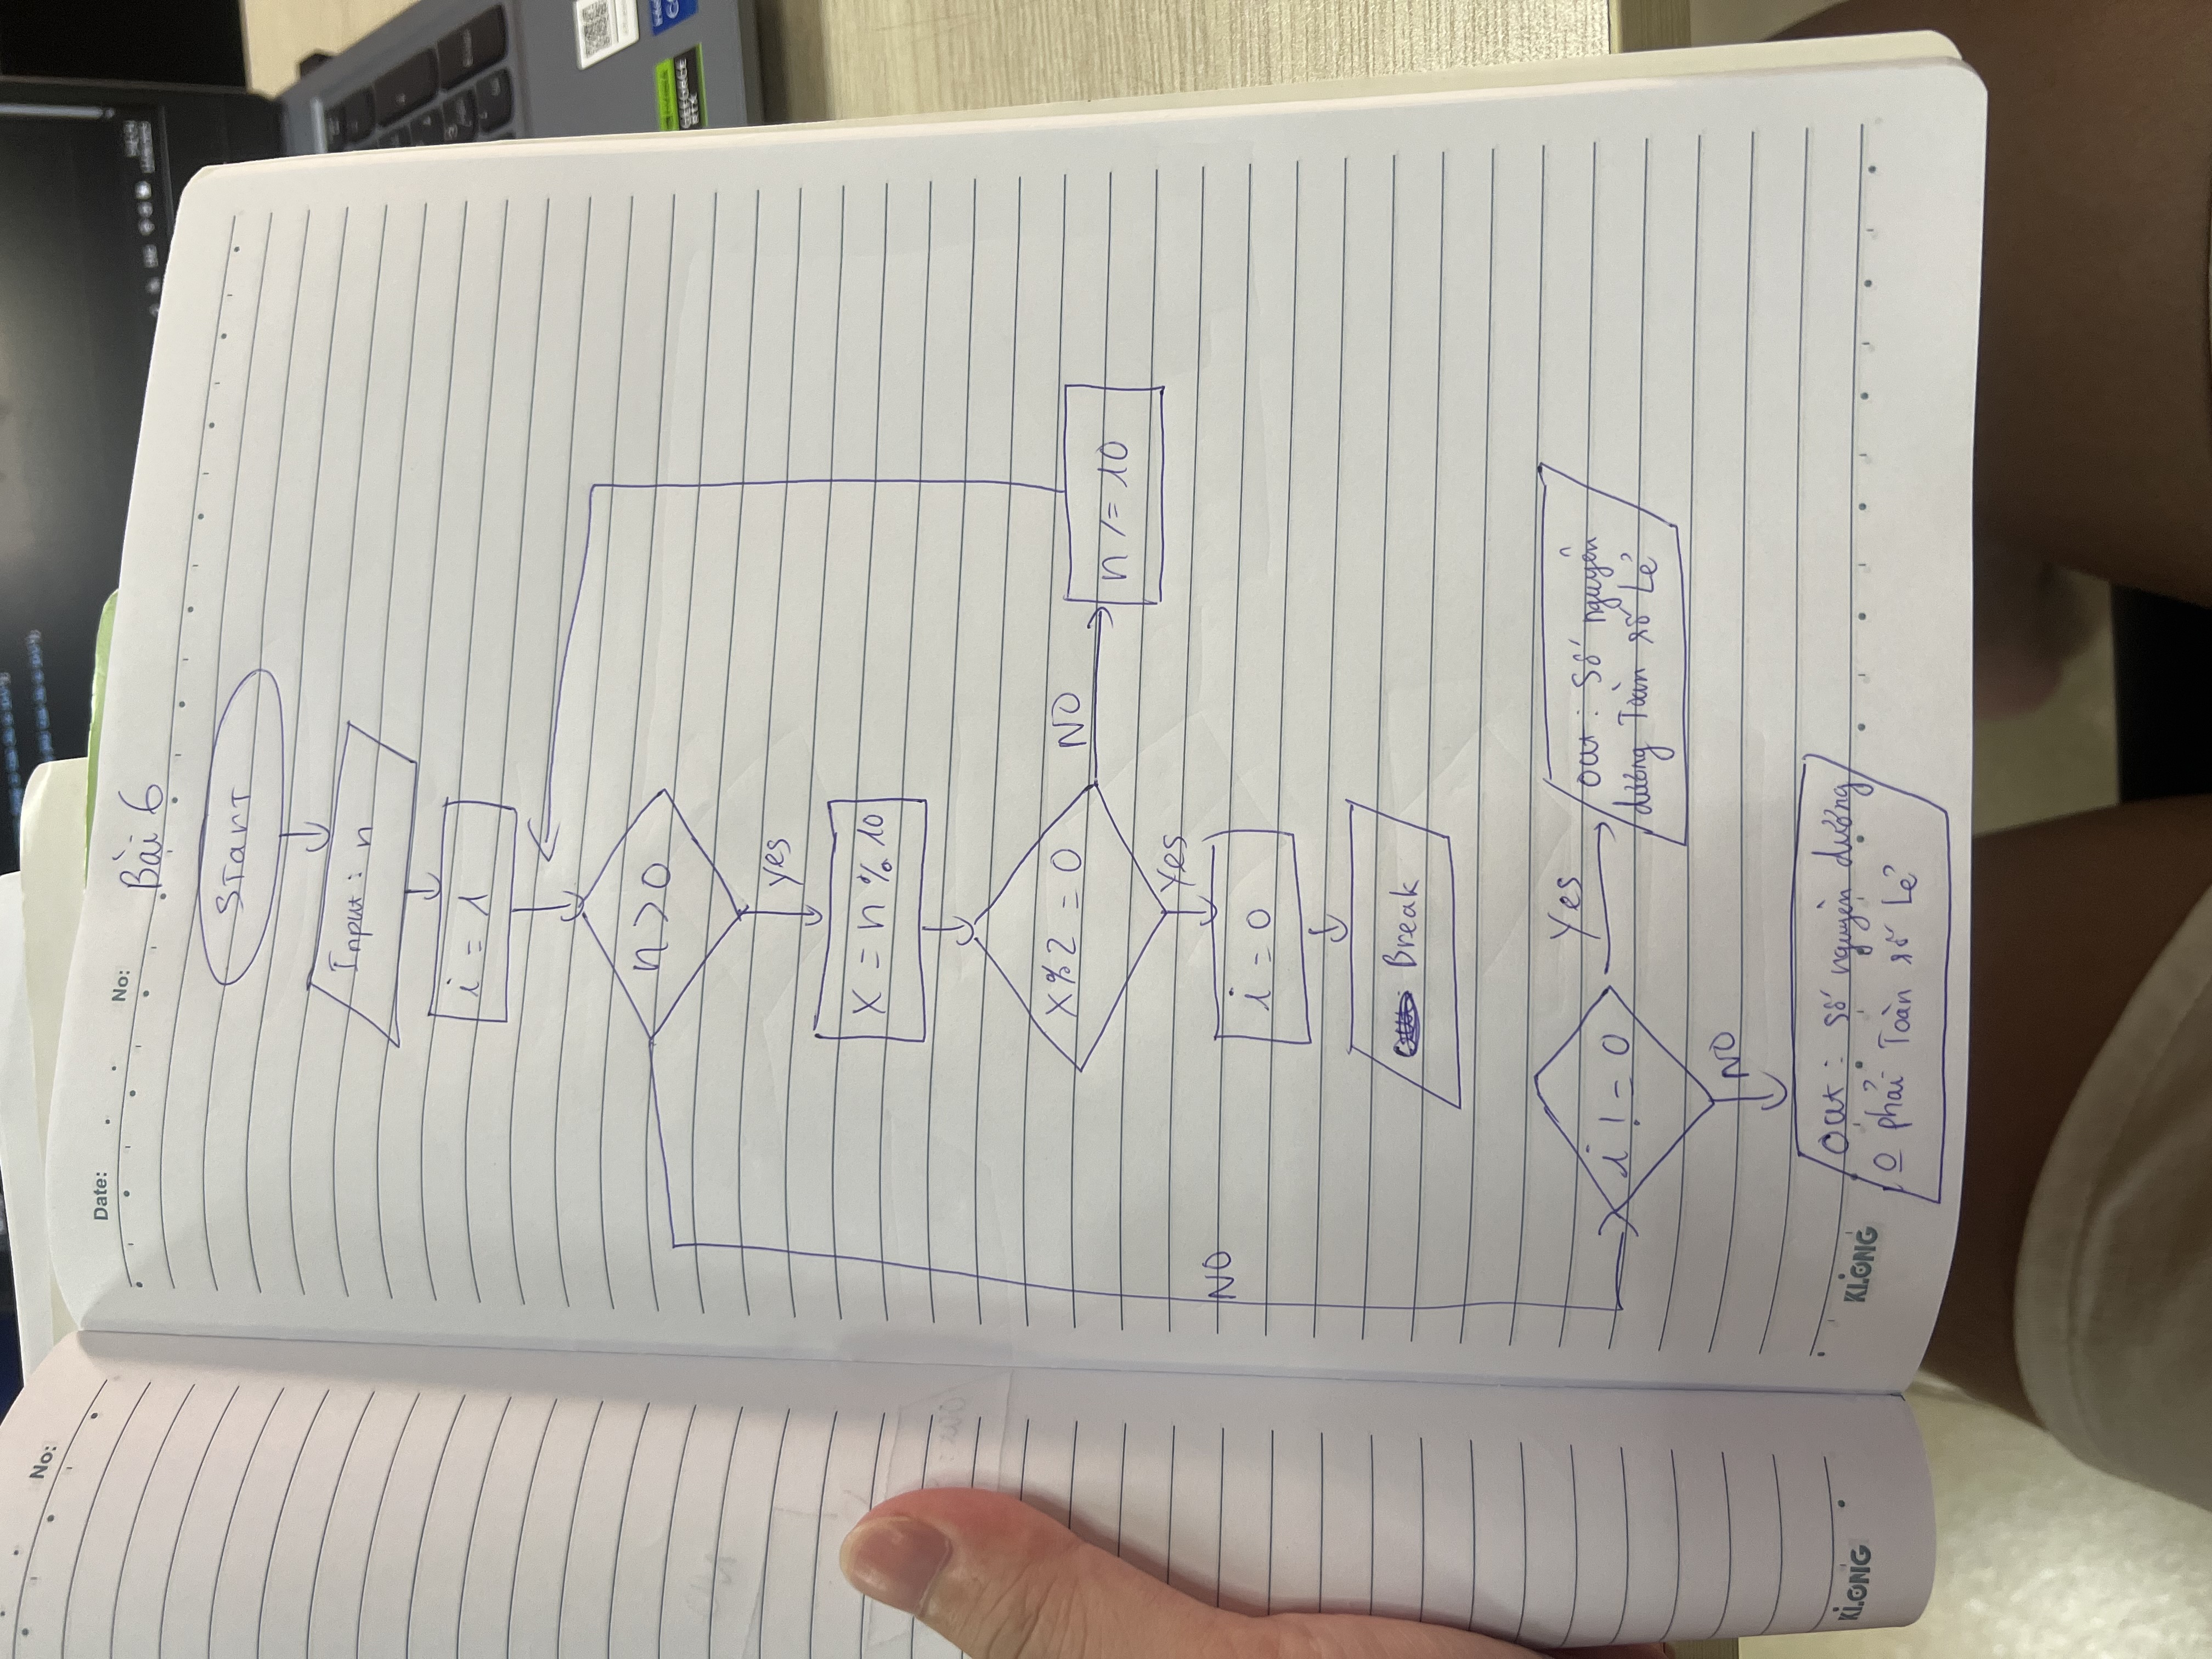 No:
Date:
No:
Bài 6
Start
Input : n
i = 1
n > 0
yes
x = n % 10
x % 2 = 0
NO
n /= 10
Yes
NO
i = 0
Break
i != 0
Yes
out : Số nguyên
dương Toàn số Lẻ
NO
out : số nguyên dương
O phải Toàn số Lẻ
KLONG
KLONG
NVIDIA
GEFORCE
RTX